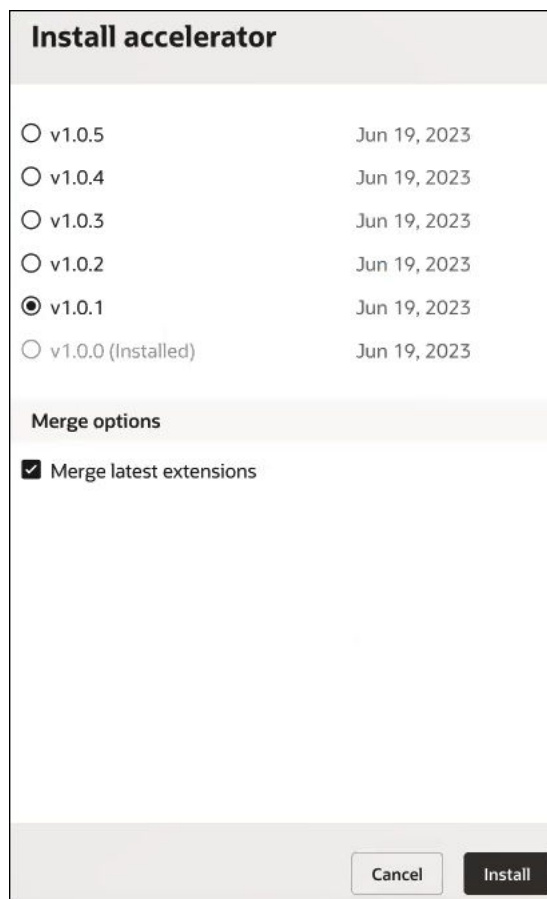 Install accelerator
v1.0.5 Jun 19, 2023
v1.0.4 Jun 19, 2023
v1.0.3 Jun 19, 2023
v1.0.2 Jun 19, 2023
v1.0.1 Jun 19, 2023
v1.0.0 (Installed) Jun 19, 2023
Merge options
Merge latest extensions
Cancel Install